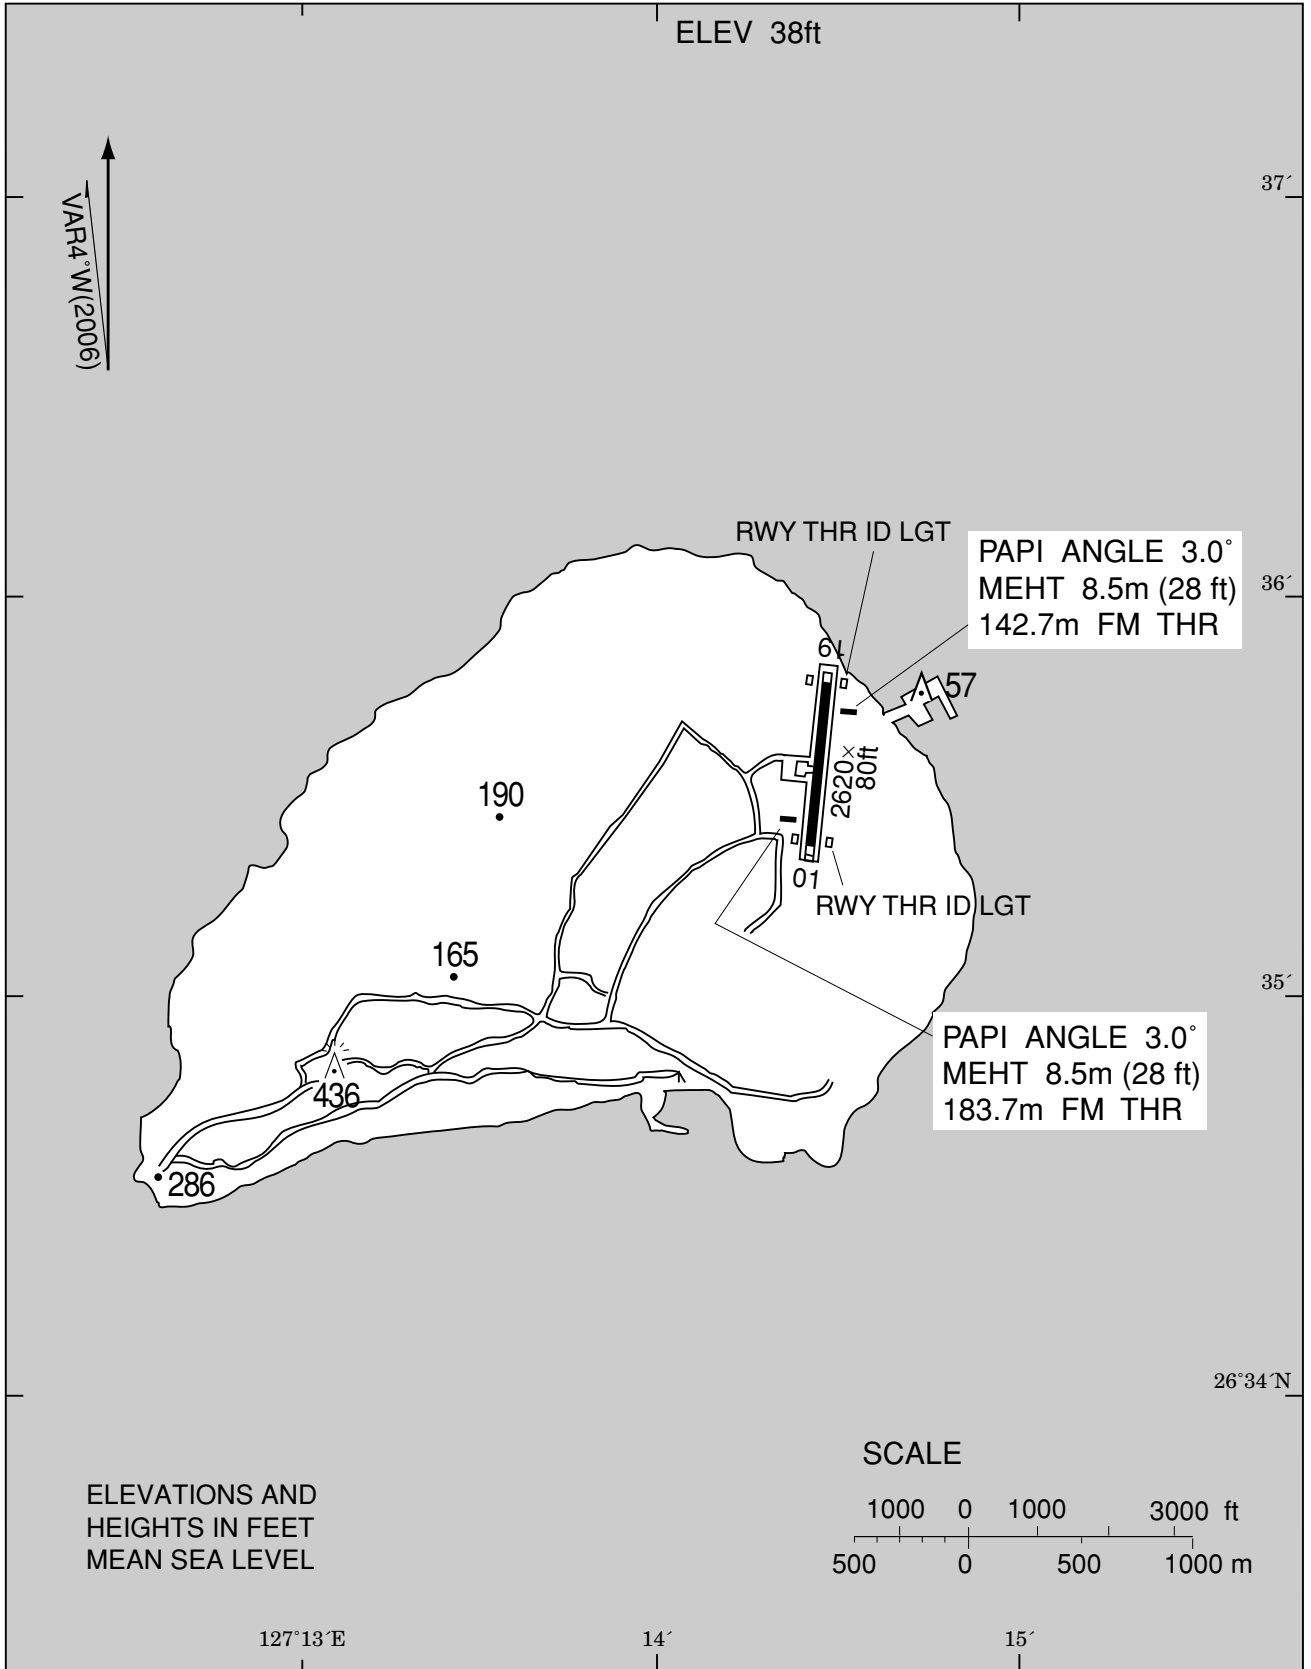 ELEV 38ft
37´
VAR4°W(2006)
RWY THR ID LGT
PAPI ANGLE 3.0°
MEHT 8.5m (28 ft)
142.7m FM THR
36´
19
57
2620×
80ft
190
01
RWY THR ID LGT
165
35´
PAPI ANGLE 3.0°
MEHT 8.5m (28 ft)
183.7m FM THR
436
286
26°34´N
SCALE
ELEVATIONS AND
HEIGHTS IN FEET
MEAN SEA LEVEL
1000 0 1000 3000 ft
500 0 500 1000 m
127°13´E 14´ 15´